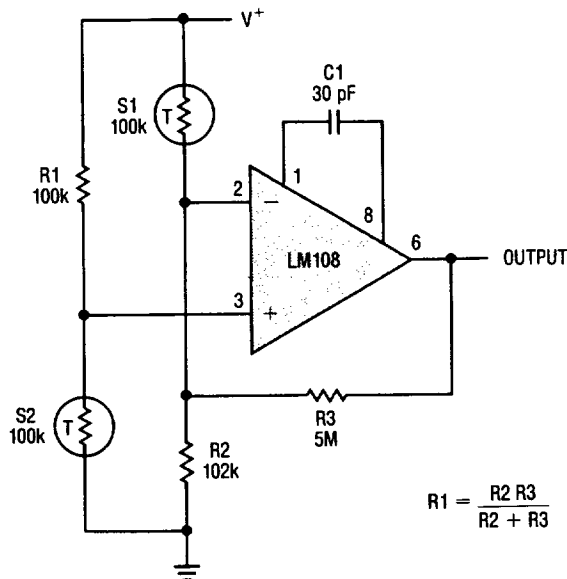 V⁺
C1
30 pF
S1
100k
T
1
R1
100k
2
−
8
6
LM108
OUTPUT
3
+
S2
100k
T
R3
5M
R2
102k
R1 = R2 R3 / R2 + R3